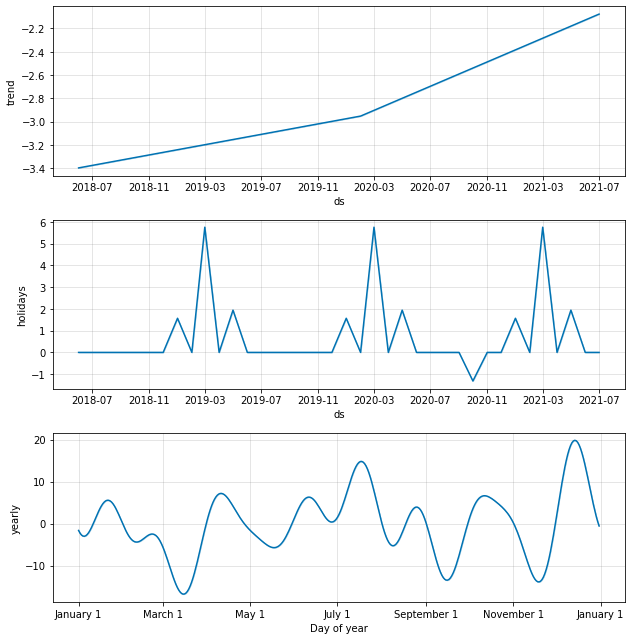 −2.2
−2.4
−2.6
−2.8
−3.0
−3.2
−3.4
trend
2018-07 2018-11 2019-03 2019-07 2019-11 2020-03 2020-07 2020-11 2021-03 2021-07
ds
6
5
4
3
2
1
0
−1
holidays
2018-07 2018-11 2019-03 2019-07 2019-11 2020-03 2020-07 2020-11 2021-03 2021-07
ds
20
10
0
−10
yearly
January 1 March 1 May 1 July 1 September 1 November 1 January 1
Day of year